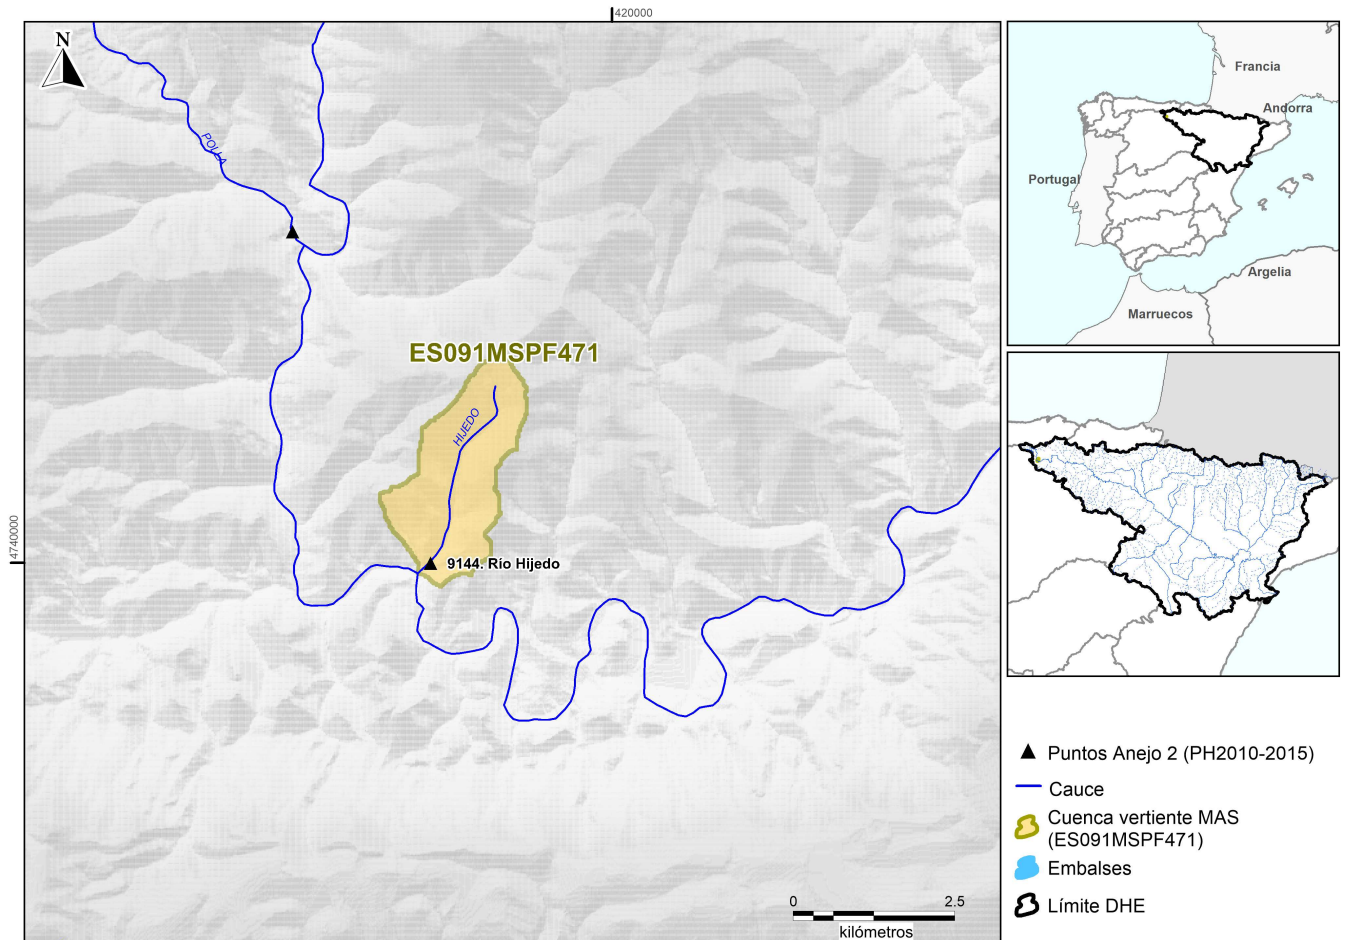 420000
N
POLLA
4740000
ES091MSPF471
HIJEDO
9144. Río Hijedo
0 2.5
kilómetros
Francia
Andorra
Portugal
Argelia
Marruecos
Puntos Anejo 2 (PH2010-2015)
Cauce
Cuenca vertiente MAS
(ES091MSPF471)
Embalses
Límite DHE